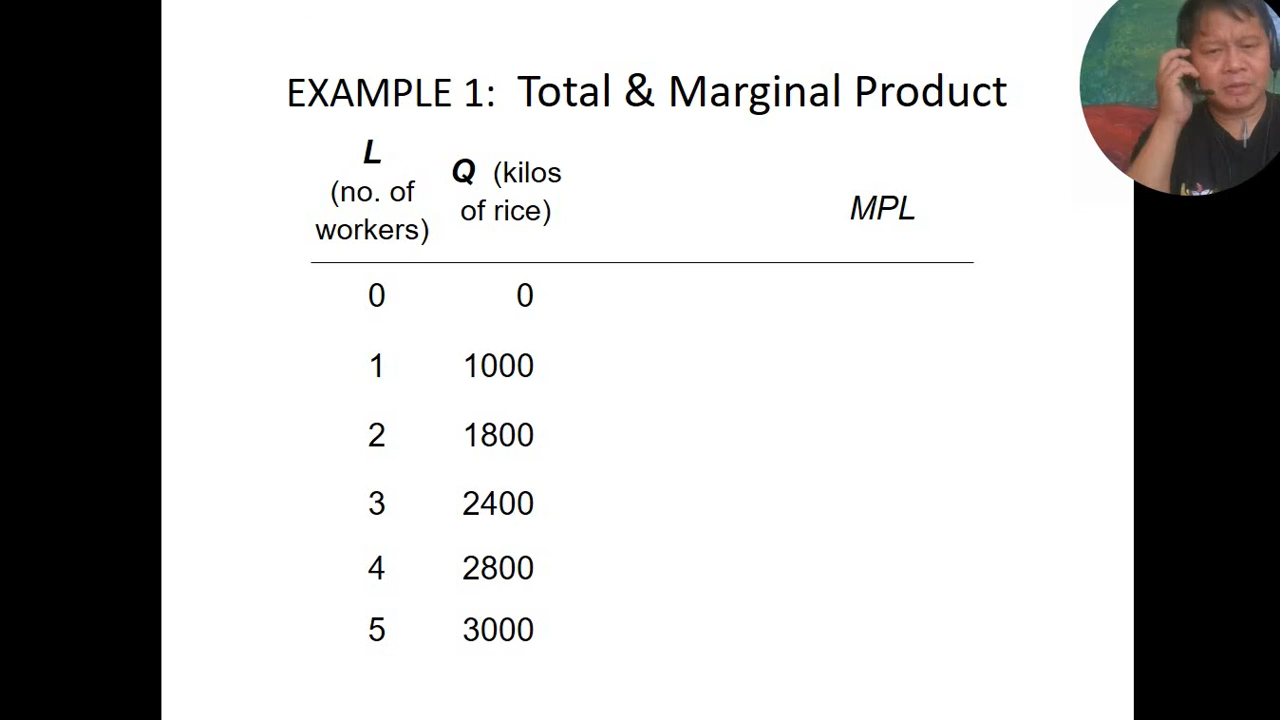 EXAMPLE 1: Total & Marginal Product
L
(no. of
workers)
Q (kilos
of rice)
MPL
0 0
1 1000
2 1800
3 2400
4 2800
5 3000